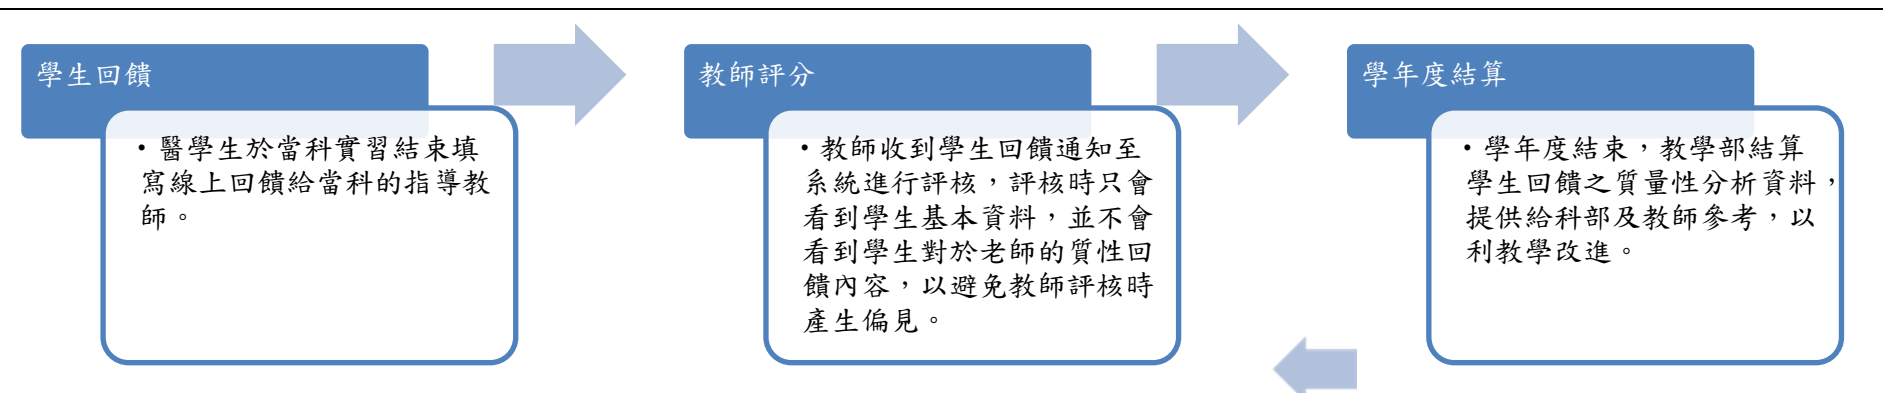 學生回饋
•醫學生於當科實習結束填
寫線上回饋給當科的指導教
師。
教師評分
•教師收到學生回饋通知至
系統進行評核，評核時只會
看到學生基本資料，並不會
看到學生對於老師的質性回
饋內容，以避免教師評核時
產生偏見。
學年度結算
•學年度結束，教學部結算
學生回饋之質量性分析資料，
提供給科部及教師參考，以
利教學改進。